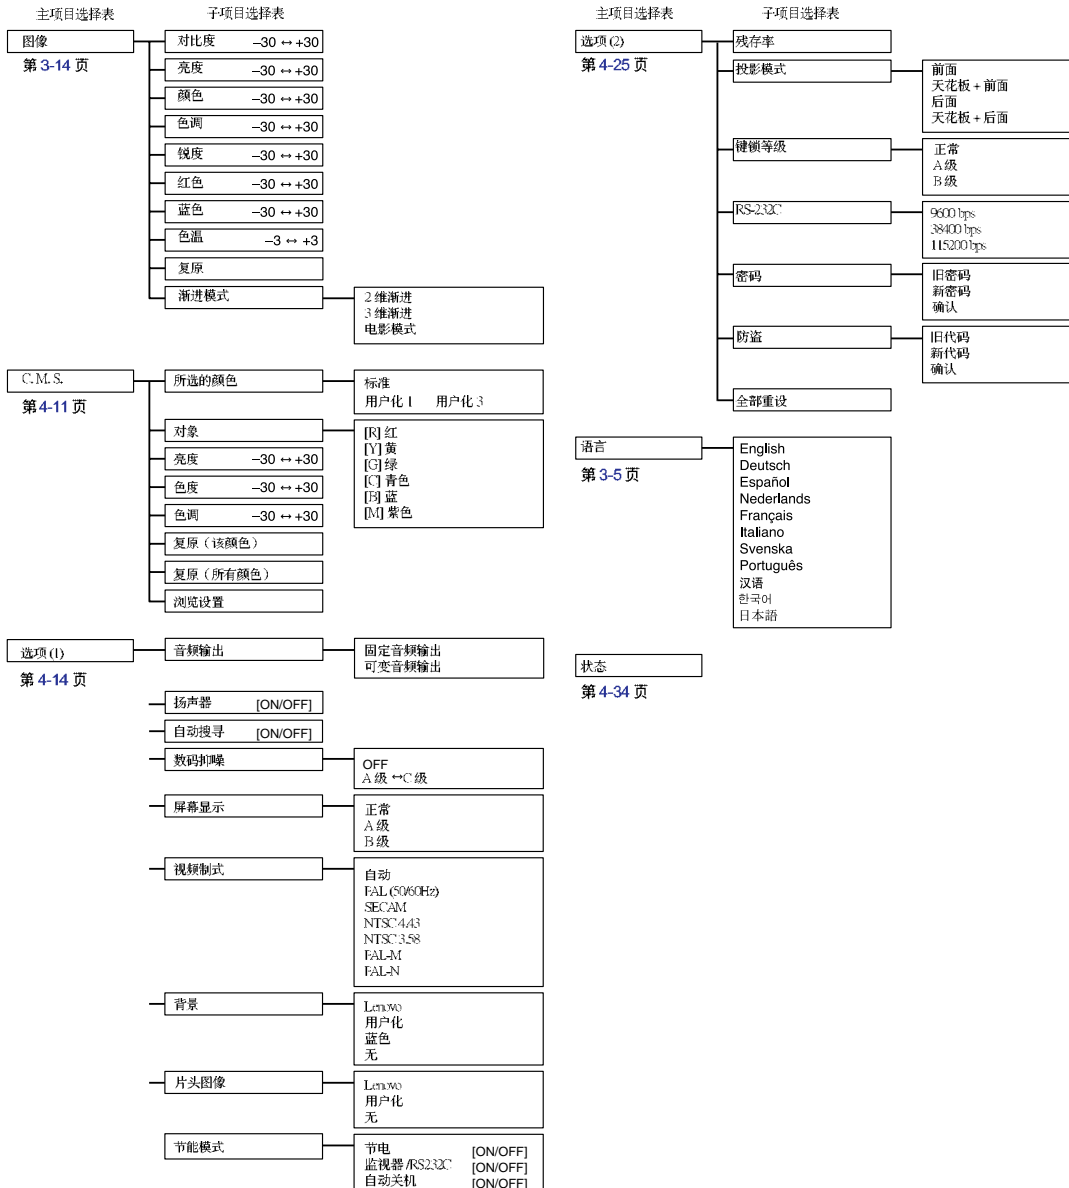 主项目选择表
子项目选择表
图像
第 3-14 页
对比度 –30 ↔ +30
亮度 –30 ↔ +30
颜色 –30 ↔ +30
色调 –30 ↔ +30
锐度 –30 ↔ +30
红色 –30 ↔ +30
蓝色 –30 ↔ +30
色温 –3 ↔ +3
复原
渐进模式
2 维渐进
3 维渐进
电影模式
C. M. S.
第 4-11 页
所选的颜色
标准
用户化 1 用户化 3
对象
[R] 红
[Y] 黄
[G] 绿
[C] 青色
[B] 蓝
[M] 紫色
亮度 –30 ↔ +30
色度 –30 ↔ +30
色调 –30 ↔ +30
复原（该颜色）
复原（所有颜色）
浏览设置
选项 (1)
第 4-14 页
音频输出
固定音频输出
可变音频输出
扬声器 [ON/OFF]
自动搜寻 [ON/OFF]
数码抑噪
OFF
A 级 ↔C 级
屏幕显示
正常
A 级
B 级
视频制式
自动
PAL (50/60Hz)
SECAM
NTSC 4.43
NTSC 3.58
PAL-M
PAL-N
背景
Lenovo
用户化
蓝色
无
片头图像
Lenovo
用户化
无
节能模式
节电 [ON/OFF]
监视器 /RS232C [ON/OFF]
自动关机 [ON/OFF]
主项目选择表
子项目选择表
选项 (2)
第 4-25 页
残存率
投影模式
前面
天花板 + 前面
后面
天花板 + 后面
键锁等级
正常
A 级
B 级
RS-232C
9600 bps
38400 bps
115200 bps
密码
旧密码
新密码
确认
防盗
旧代码
新代码
确认
全部重设
语言
第 3-5 页
English
Deutsch
Español
Nederlands
Français
Italiano
Svenska
Português
汉语
한국어
日本語
状态
第 4-34 页